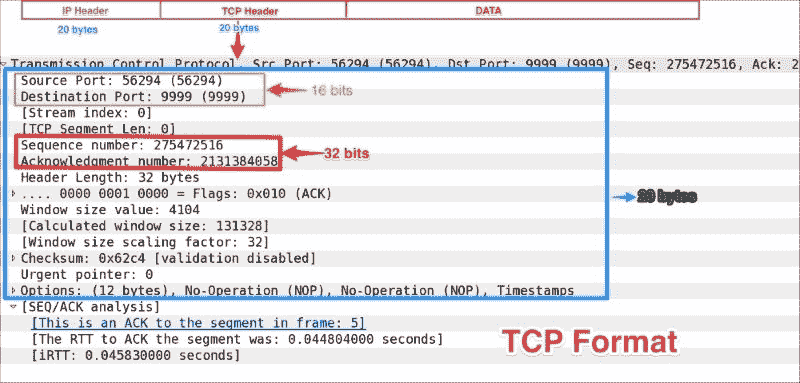 IP Header TCP Header DATA
20 bytes 20 bytes
Transmission Control Protocol, Src Port: 56294 (56294), Dst Port: 9999 (9999), Seq: 275472516, Ack: 2
Source Port: 56294 (56294)
Destination Port: 9999 (9999)
16 bits
[Stream index: 0]
[TCP Segment Len: 0]
Sequence number: 275472516
Acknowledgment number: 2131384058
32 bits
Header Length: 32 bytes
.... 0000 0001 0000 = Flags: 0x010 (ACK)
20 bytes
Window size value: 4104
[Calculated window size: 131328]
[Window size scaling factor: 32]
Checksum: 0x62c4 [validation disabled]
Urgent pointer: 0
Options: (12 bytes), No-Operation (NOP), No-Operation (NOP), Timestamps
[SEQ/ACK analysis]
[This is an ACK to the segment in frame: 5]
[The RTT to ACK the segment was: 0.044804000 seconds]
[iRTT: 0.045830000 seconds]
TCP Format